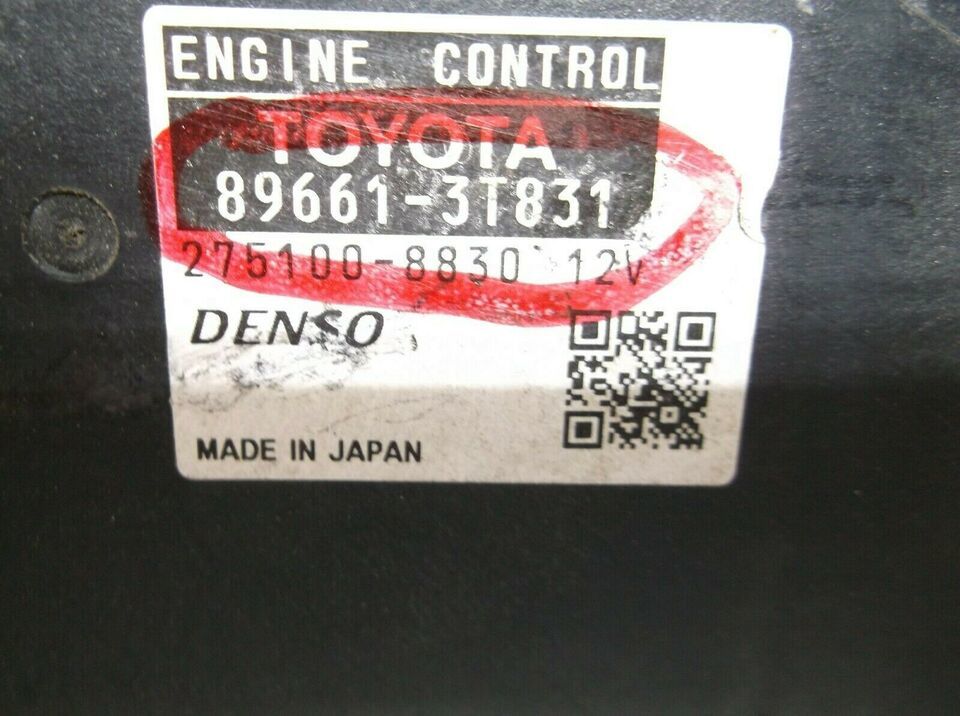 ENGINE CONTROL
TOYOTA
89661-3T831
275100-8830 12V
DENSO
MADE IN JAPAN